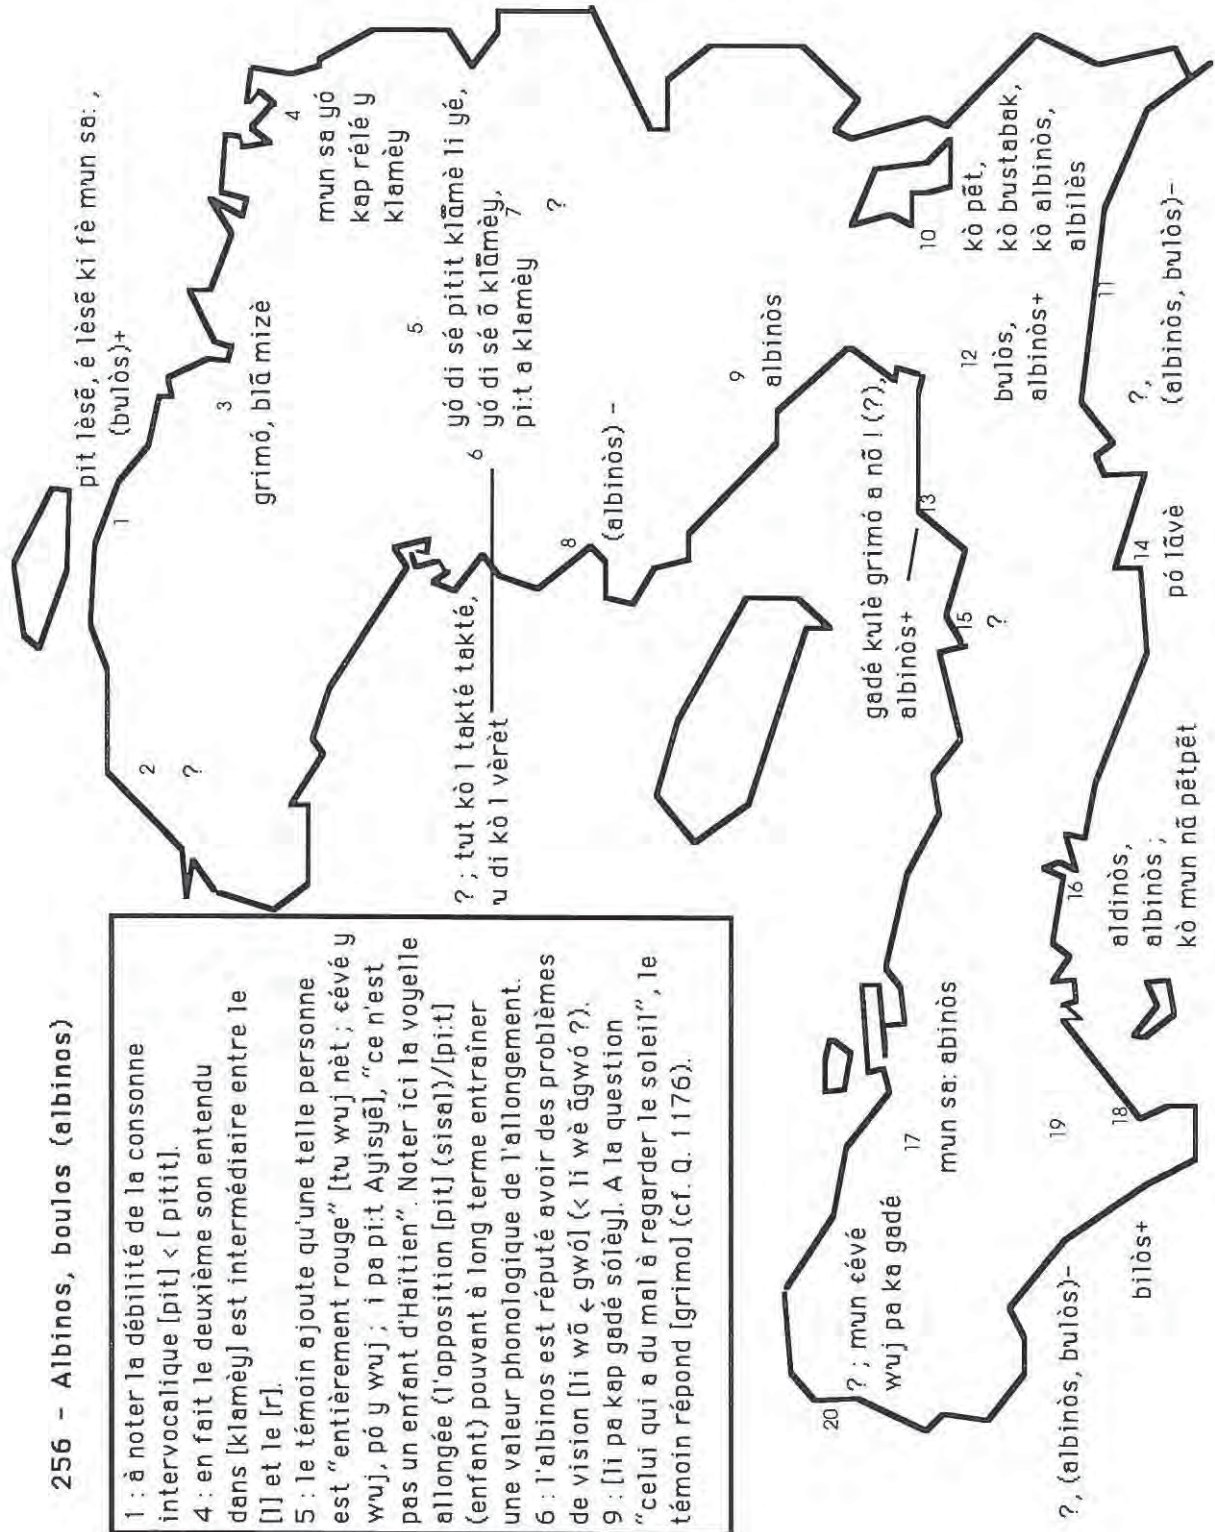 256 - Albinos, boulos (albinos)
1 : à noter la débilité de la consonne
intervocalique [pit] < [ pitit].
4 : en fait le deuxième son entendu
dans [klamèy] est intermédiaire entre le
[l] et le [r].
5 : le témoin ajoute qu'une telle personne
est "entièrement rouge" [tu wuj nèt ; cévé y
wuj, pó y wuj ; i pa pi:t Ayisyẽ], "ce n'est
pas un enfant d'Haïtien". Noter ici la voyelle
allongée (l'opposition [pit] (sisal)/[pi:t]
(enfant) pouvant à long terme entraîner
une valeur phonologique de l'allongement.
6 : l'albinos est réputé avoir des problèmes
de vision [li wõ ← gwó] (< li wè ãgwó ?).
9 : [li pa kap gadé sólèy]. A la question
"celui qui a du mal à regarder le soleil", le
témoin répond [grimo] (cf. Q. 1176).
1
pit lèsẽ, é lèsẽ ki fè mun sa: ,
(bulòs)+
2
?
3
grimó, blã mizè
4
mun sa yó
kap rélé y
klamèy
5
yó di sé pitit klãmè li yé,
yó di sé õ klãmèy,
pi:t a klamèy
6
? ; tut kò l takté takté,
u di kò l vèrèt
7
?
8
(albinòs) -
9
albinòs
10
kò pẽt,
kò bustabak,
kò albinòs,
albilès
11
?,
(albinòs, bulòs)-
12
bulòs,
albinòs+
13
gadé kulè grimó a nõ ! (?),
albinòs+
14
pó lãvè
15
?
16
aldinòs,
albinòs ;
kò mun nã pẽtpẽt
17
mun sa: abinòs
18
bilòs+
19
?, (albinòs, bulòs)-
20
? ; mun cévé
wuj pa ka gadé